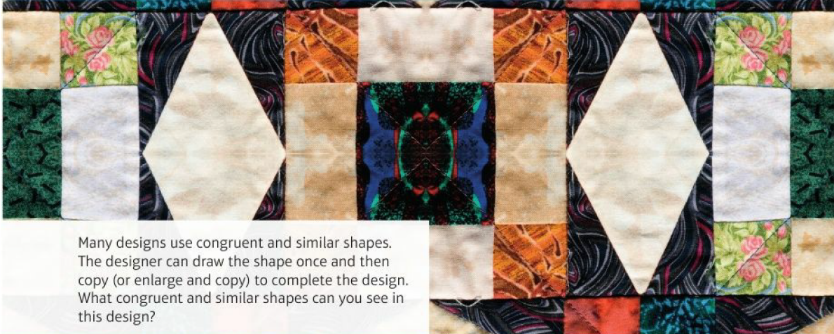 Many designs use congruent and similar shapes.
The designer can draw the shape once and then
copy (or enlarge and copy) to complete the design.
What congruent and similar shapes can you see in
this design?